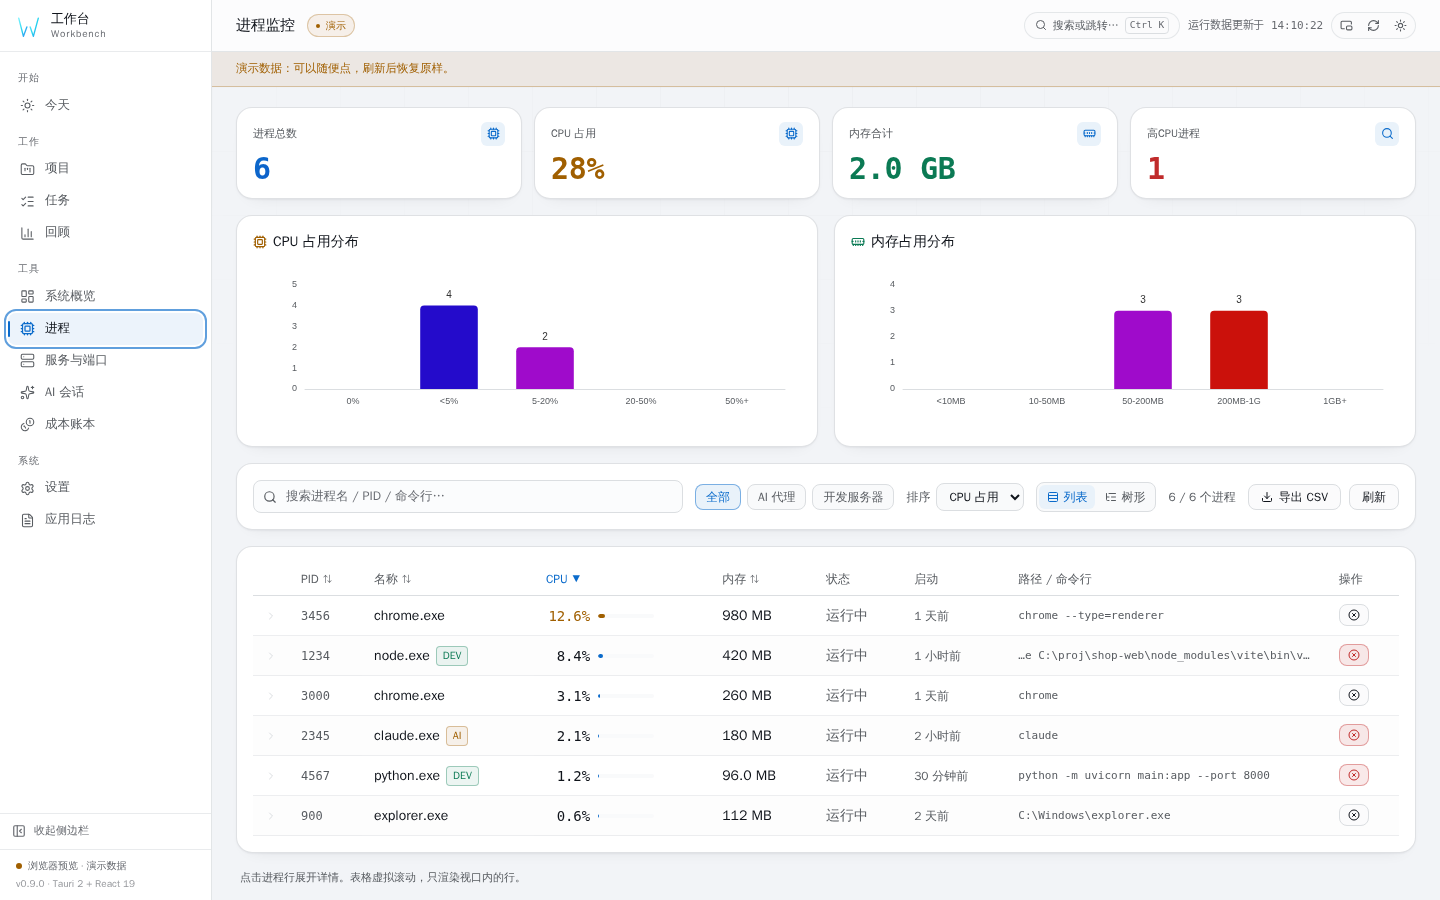 工作台
Workbench
开始
今天
工作
项目
任务
回顾
工具
系统概览
进程
服务与端口
AI 会话
成本账本
系统
设置
应用日志
收起侧边栏
浏览器预览 · 演示数据
v0.9.0 · Tauri 2 + React 19
进程监控 演示 搜索或跳转… Ctrl K 运行数据更新于 14:10:22
演示数据：可以随便点，刷新后恢复原样。
进程总数 CPU 占用 内存合计 高CPU进程
6 28% 2.0 GB 1
CPU 占用分布
5
4
3
2
1
0
4
2
0% <5% 5-20% 20-50% 50%+
内存占用分布
4
3
2
1
0
3
3
<10MB 10-50MB 50-200MB 200MB-1G 1GB+
搜索进程名 / PID / 命令行… 全部 AI 代理 开发服务器 排序 CPU 占用 列表 树形 6 / 6 个进程 导出 CSV 刷新
PID 名称 CPU ▼ 内存 状态 启动 路径 / 命令行 操作
3456 chrome.exe 12.6% 980 MB 运行中 1 天前 chrome --type=renderer
1234 node.exe DEV 8.4% 420 MB 运行中 1 小时前 …e C:\proj\shop-web\node_modules\vite\bin\v…
3000 chrome.exe 3.1% 260 MB 运行中 1 天前 chrome
2345 claude.exe AI 2.1% 180 MB 运行中 2 小时前 claude
4567 python.exe DEV 1.2% 96.0 MB 运行中 30 分钟前 python -m uvicorn main:app --port 8000
900 explorer.exe 0.6% 112 MB 运行中 2 天前 C:\Windows\explorer.exe
点击进程行展开详情。表格虚拟滚动，只渲染视口内的行。